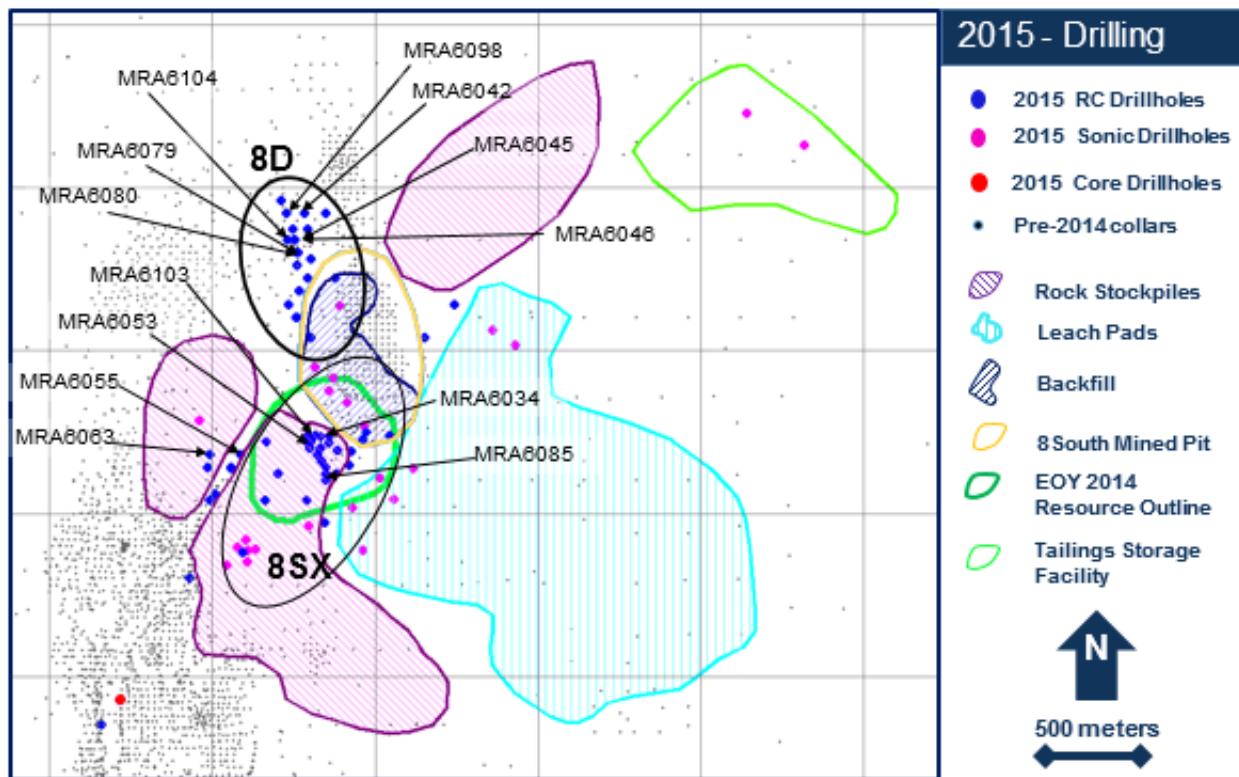 2015 - Drilling
MRA6098
MRA6104
MRA6042
MRA6079
8D
MRA6045
MRA6080
MRA6046
MRA6103
MRA6053
MRA6055
MRA6034
MRA6063
MRA6085
8SX
2015 RC Drillholes
2015 Sonic Drillholes
2015 Core Drillholes
Pre-2014 collars
Rock Stockpiles
Leach Pads
Backfill
8 South Mined Pit
EOY 2014
Resource Outline
Tailings Storage
Facility
N
500 meters